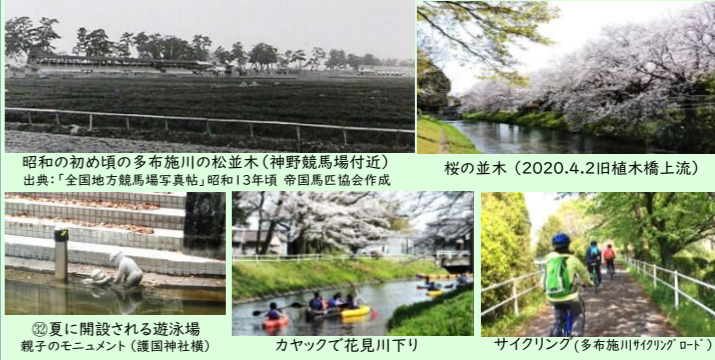 昭和の初め頃の多布施川の松並木(神野競馬場付近)
出典:「全国地方競馬場写真帖」昭和13年頃 帝国馬匹協会作成
桜の並木 (2020.4.2旧植木橋上流)
㉜夏に開設される遊泳場
親子のモニュメント(護国神社横)
カヤックで花見川下り
サイクリング(多布施川ｻｲｸﾘﾝｸﾞﾛｰﾄﾞ)